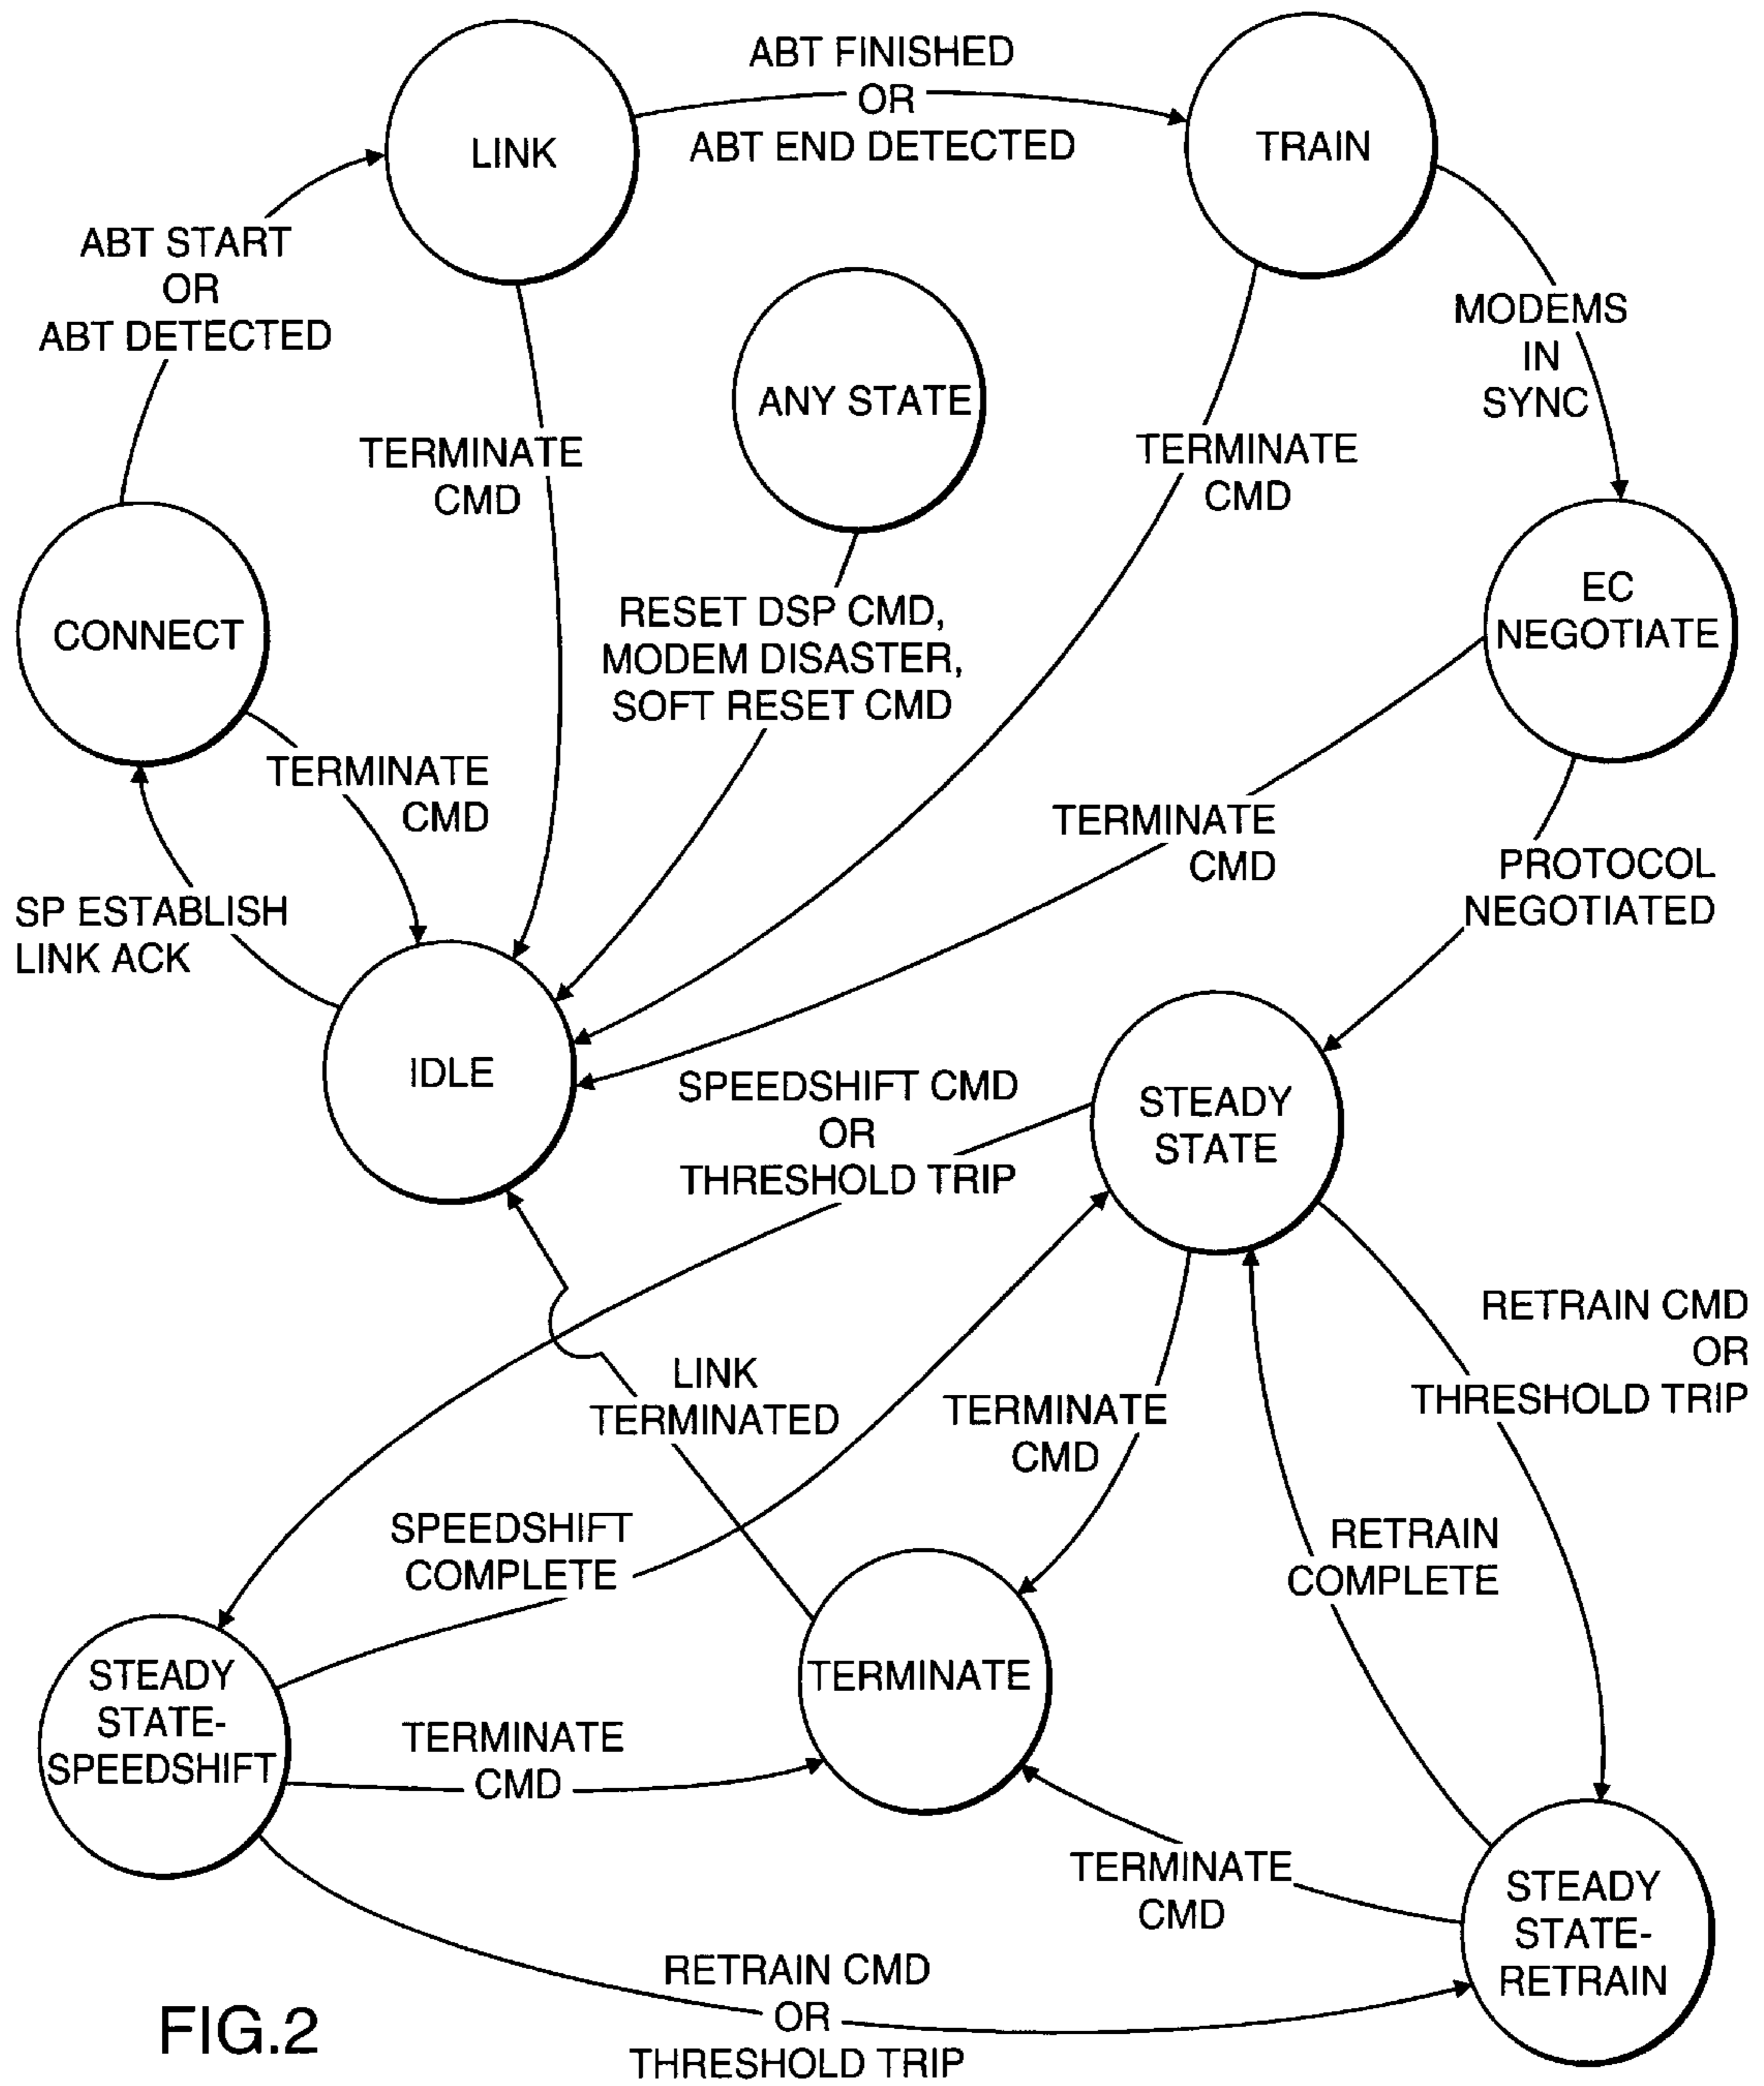 ABT FINISHED
OR
ABT END DETECTED
LINK
TRAIN
ABT START
OR
ABT DETECTED
MODEMS
IN
SYNC
ANY STATE
TERMINATE
CMD
TERMINATE
CMD
CONNECT
RESET DSP CMD,
MODEM DISASTER,
SOFT RESET CMD
EC
NEGOTIATE
TERMINATE
CMD
TERMINATE
CMD
PROTOCOL
NEGOTIATED
SP ESTABLISH
LINK ACK
IDLE
SPEEDSHIFT CMD
OR
THRESHOLD TRIP
STEADY
STATE
RETRAIN CMD
OR
THRESHOLD TRIP
LINK
TERMINATED
TERMINATE
CMD
SPEEDSHIFT
COMPLETE
RETRAIN
COMPLETE
STEADY
STATE-
SPEEDSHIFT
TERMINATE
TERMINATE
CMD
TERMINATE
CMD
STEADY
STATE-
RETRAIN
RETRAIN CMD
OR
THRESHOLD TRIP
FIG.2